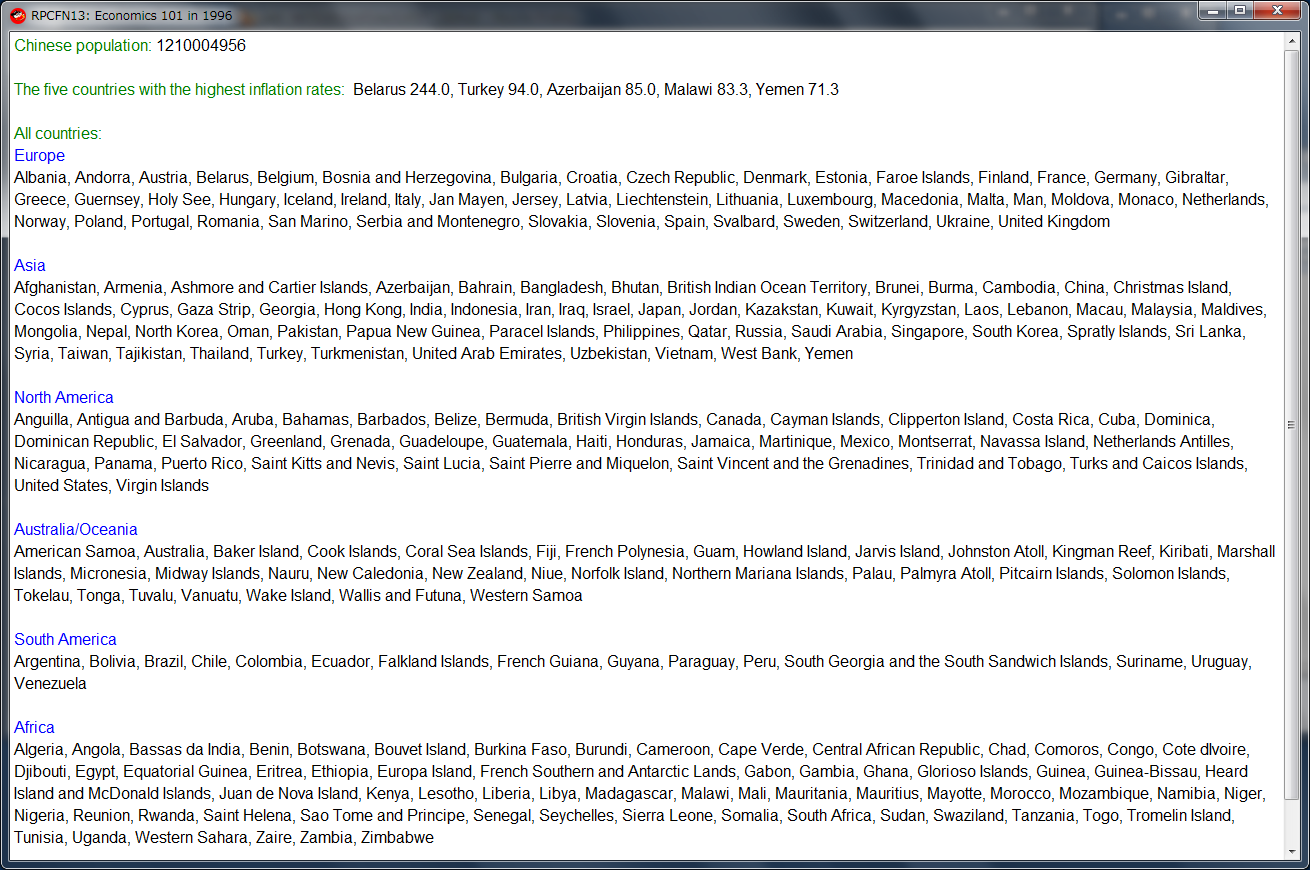 RPCFN13: Economics 101 in 1996
Chinese population: 1210004956
The five countries with the highest inflation rates: Belarus 244.0, Turkey 94.0, Azerbaijan 85.0, Malawi 83.3, Yemen 71.3
All countries:
Europe
Albania, Andorra, Austria, Belarus, Belgium, Bosnia and Herzegovina, Bulgaria, Croatia, Czech Republic, Denmark, Estonia, Faroe Islands, Finland, France, Germany, Gibraltar,
Greece, Guernsey, Holy See, Hungary, Iceland, Ireland, Italy, Jan Mayen, Jersey, Latvia, Liechtenstein, Lithuania, Luxembourg, Macedonia, Malta, Man, Moldova, Monaco, Netherlands,
Norway, Poland, Portugal, Romania, San Marino, Serbia and Montenegro, Slovakia, Slovenia, Spain, Svalbard, Sweden, Switzerland, Ukraine, United Kingdom
Asia
Afghanistan, Armenia, Ashmore and Cartier Islands, Azerbaijan, Bahrain, Bangladesh, Bhutan, British Indian Ocean Territory, Brunei, Burma, Cambodia, China, Christmas Island,
Cocos Islands, Cyprus, Gaza Strip, Georgia, Hong Kong, India, Indonesia, Iran, Iraq, Israel, Japan, Jordan, Kazakstan, Kuwait, Kyrgyzstan, Laos, Lebanon, Macau, Malaysia, Maldives,
Mongolia, Nepal, North Korea, Oman, Pakistan, Papua New Guinea, Paracel Islands, Philippines, Qatar, Russia, Saudi Arabia, Singapore, South Korea, Spratly Islands, Sri Lanka,
Syria, Taiwan, Tajikistan, Thailand, Turkey, Turkmenistan, United Arab Emirates, Uzbekistan, Vietnam, West Bank, Yemen
North America
Anguilla, Antigua and Barbuda, Aruba, Bahamas, Barbados, Belize, Bermuda, British Virgin Islands, Canada, Cayman Islands, Clipperton Island, Costa Rica, Cuba, Dominica,
Dominican Republic, El Salvador, Greenland, Grenada, Guadeloupe, Guatemala, Haiti, Honduras, Jamaica, Martinique, Mexico, Montserrat, Navassa Island, Netherlands Antilles,
Nicaragua, Panama, Puerto Rico, Saint Kitts and Nevis, Saint Lucia, Saint Pierre and Miquelon, Saint Vincent and the Grenadines, Trinidad and Tobago, Turks and Caicos Islands,
United States, Virgin Islands
Australia/Oceania
American Samoa, Australia, Baker Island, Cook Islands, Coral Sea Islands, Fiji, French Polynesia, Guam, Howland Island, Jarvis Island, Johnston Atoll, Kingman Reef, Kiribati, Marshall
Islands, Micronesia, Midway Islands, Nauru, New Caledonia, New Zealand, Niue, Norfolk Island, Northern Mariana Islands, Palau, Palmyra Atoll, Pitcairn Islands, Solomon Islands,
Tokelau, Tonga, Tuvalu, Vanuatu, Wake Island, Wallis and Futuna, Western Samoa
South America
Argentina, Bolivia, Brazil, Chile, Colombia, Ecuador, Falkland Islands, French Guiana, Guyana, Paraguay, Peru, South Georgia and the South Sandwich Islands, Suriname, Uruguay,
Venezuela
Africa
Algeria, Angola, Bassas da India, Benin, Botswana, Bouvet Island, Burkina Faso, Burundi, Cameroon, Cape Verde, Central African Republic, Chad, Comoros, Congo, Cote dIvoire,
Djibouti, Egypt, Equatorial Guinea, Eritrea, Ethiopia, Europa Island, French Southern and Antarctic Lands, Gabon, Gambia, Ghana, Glorioso Islands, Guinea, Guinea-Bissau, Heard
Island and McDonald Islands, Juan de Nova Island, Kenya, Lesotho, Liberia, Libya, Madagascar, Malawi, Mali, Mauritania, Mauritius, Mayotte, Morocco, Mozambique, Namibia, Niger,
Nigeria, Reunion, Rwanda, Saint Helena, Sao Tome and Principe, Senegal, Seychelles, Sierra Leone, Somalia, South Africa, Sudan, Swaziland, Tanzania, Togo, Tromelin Island,
Tunisia, Uganda, Western Sahara, Zaire, Zambia, Zimbabwe